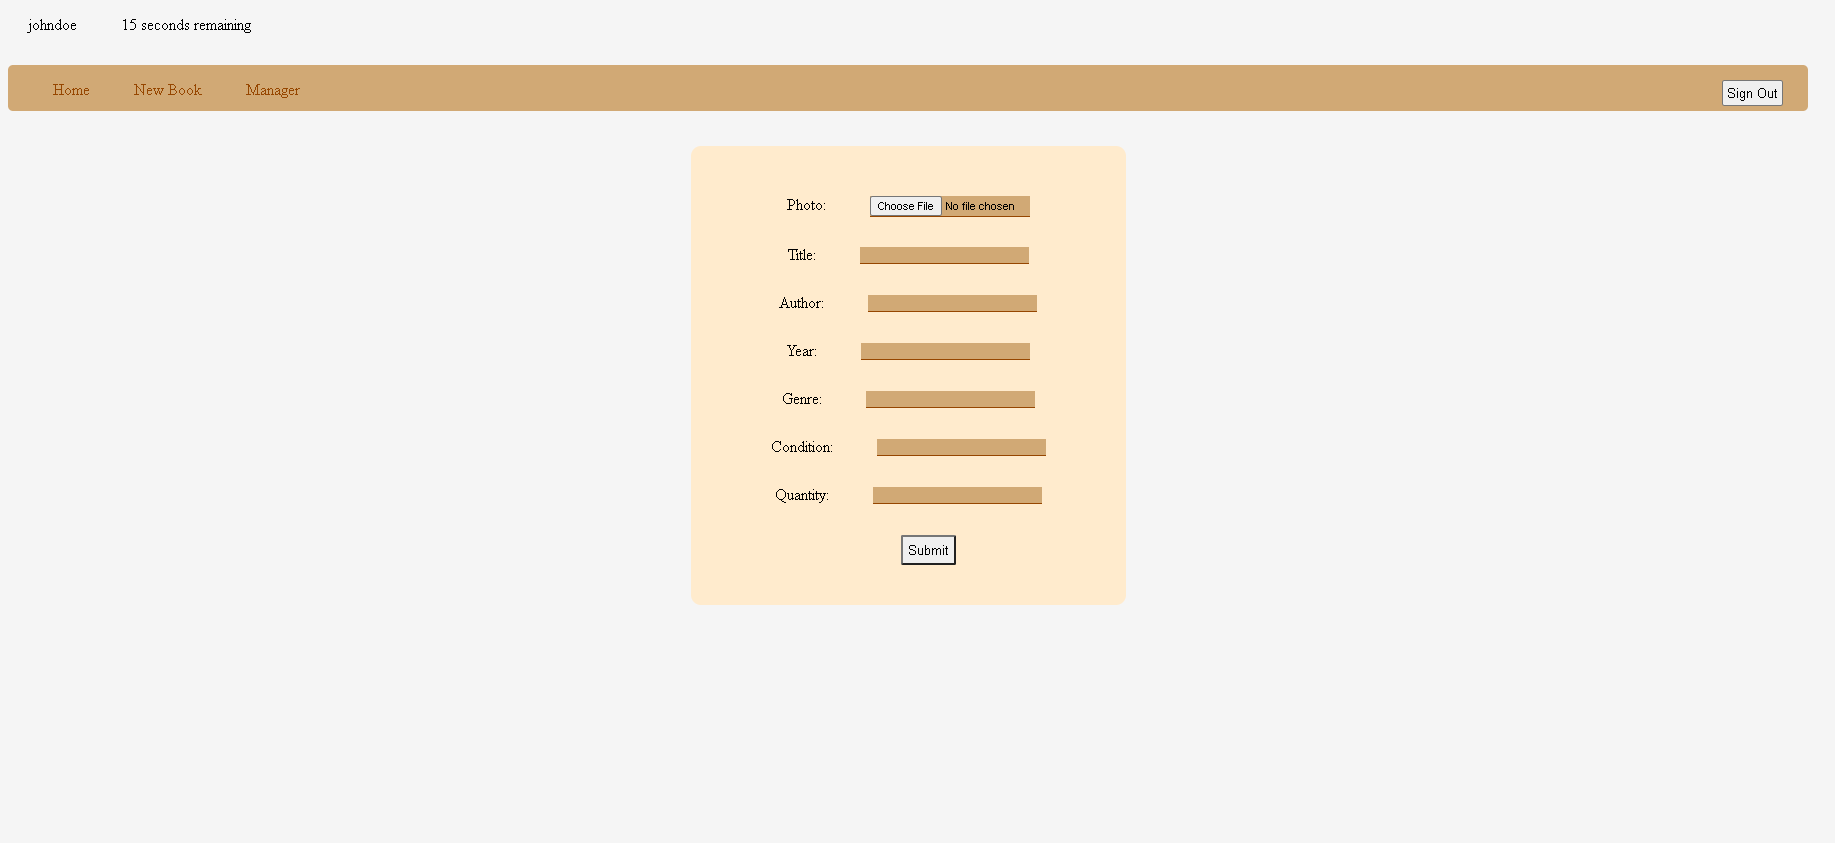 johndoe 15 seconds remaining
Home New Book Manager Sign Out
Photo: Choose File No file chosen
Title:
Author:
Year:
Genre:
Condition:
Quantity:
Submit